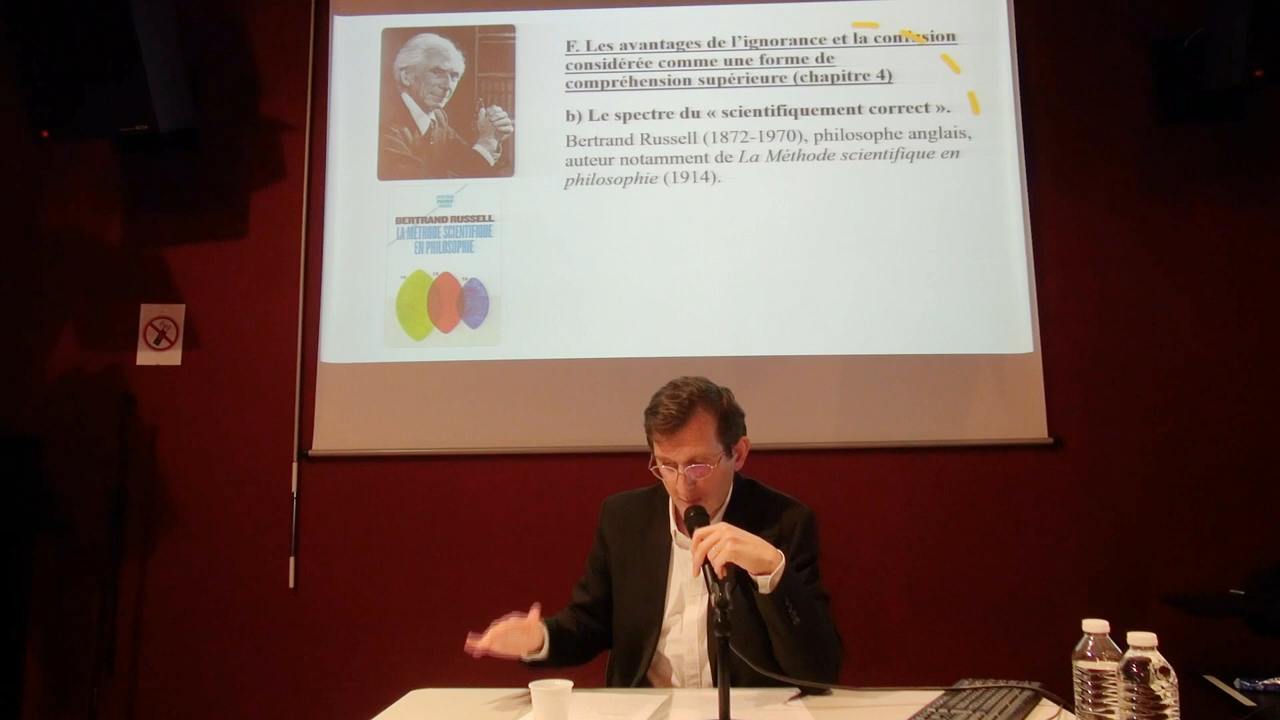 F. Les avantages de l'ignorance et la confusion
considérée comme une forme de
compréhension supérieure (chapitre 4)
b) Le spectre du « scientifiquement correct ».
Bertrand Russell (1872-1970), philosophe anglais,
auteur notamment de La Méthode scientifique en
philosophie (1914).
BERTRAND RUSSELL
LA MÉTHODE SCIENTIFIQUE
EN PHILOSOPHIE